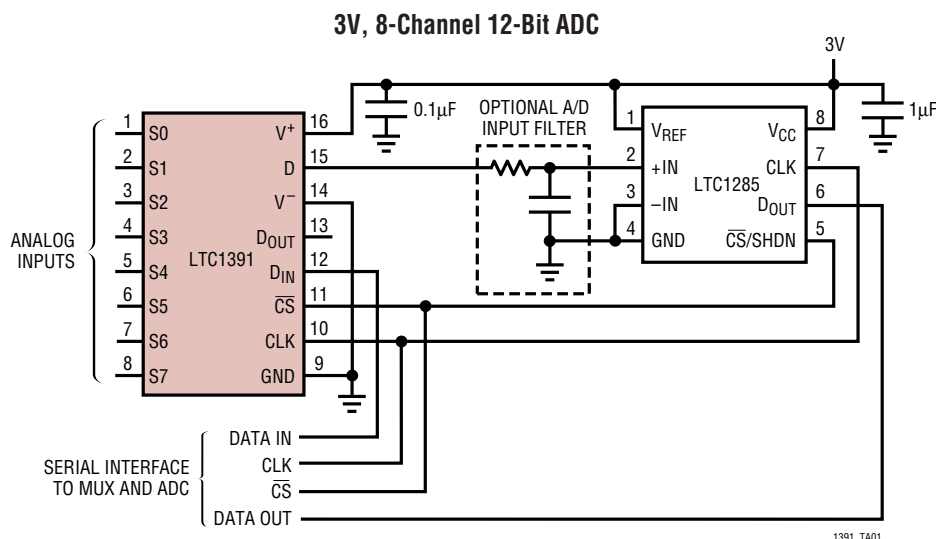 3V, 8-Channel 12-Bit ADC
3V
0.1µF
OPTIONAL A/D
INPUT FILTER
1µF
ANALOG
INPUTS
1 S0
2 S1
3 S2
4 S3
5 S4
6 S5
7 S6
8 S7
LTC1391
V+ 16
D 15
V− 14
DOUT 13
DIN 12
CS 11
CLK 10
GND 9
1 VREF
2 +IN
3 −IN
4 GND
LTC1285
VCC 8
CLK 7
DOUT 6
CS/SHDN 5
SERIAL INTERFACE
TO MUX AND ADC
DATA IN
CLK
CS
DATA OUT
1391 TA01